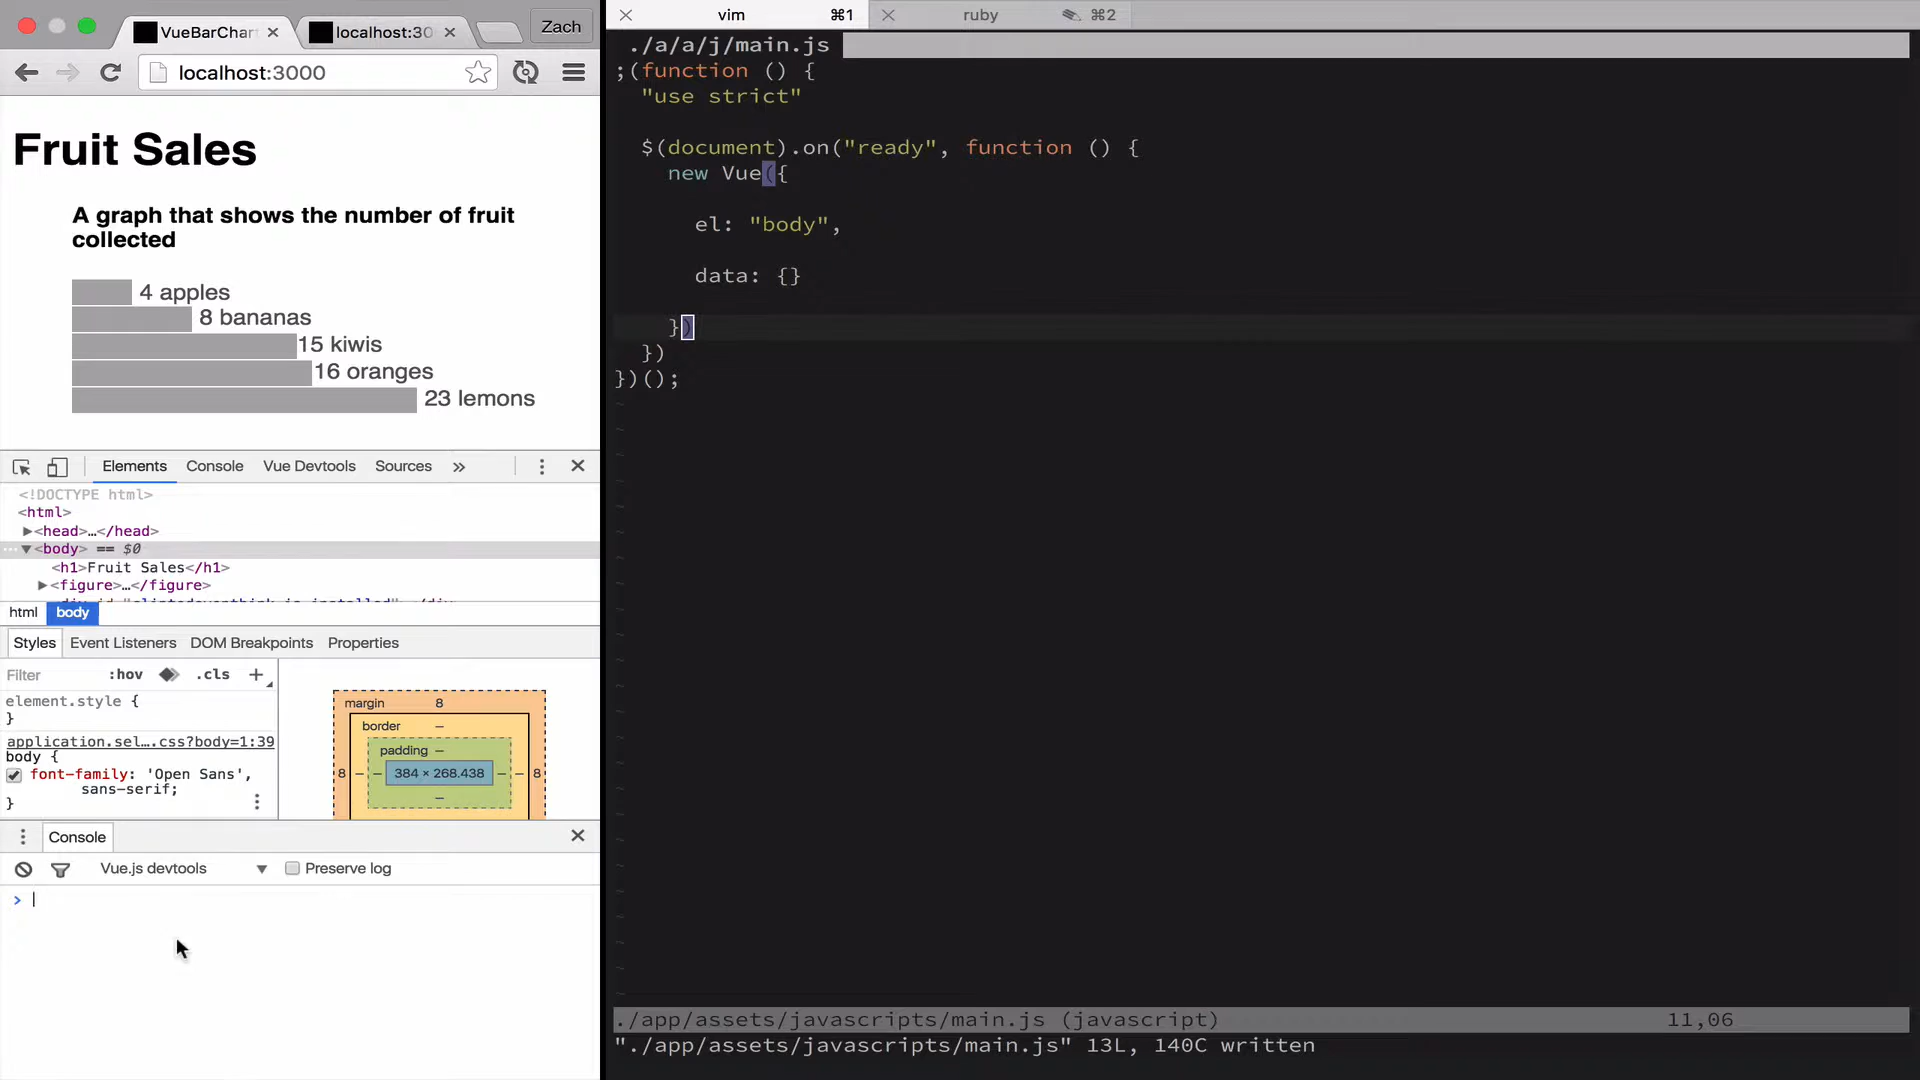 VueBarChar
localhost:30
Zach
localhost:3000
Fruit Sales
A graph that shows the number of fruit
collected
4 apples
8 bananas
15 kiwis
16 oranges
23 lemons
Elements Console Vue Devtools Sources »
<!DOCTYPE html>
<html>
▶<head>…</head>
… ▼<body> == $0
<h1>Fruit Sales</h1>
▶<figure>…</figure>
html body
Styles Event Listeners DOM Breakpoints Properties
Filter :hov .cls +
element.style {
}
application.sel….css?body=1:39
body {
font-family: 'Open Sans',
sans-serif;
}
margin 8
border –
padding –
8 – – 384 × 268.438 – – 8
–
Console
Vue.js devtools ▼ Preserve log
>
vim ⌘1
ruby ⌘2
./a/a/j/main.js
;(function () {
"use strict"
$(document).on("ready", function () {
new Vue({
el: "body",
data: {}
})
})
})();
./app/assets/javascripts/main.js (javascript) 11,06
"./app/assets/javascripts/main.js" 13L, 140C written